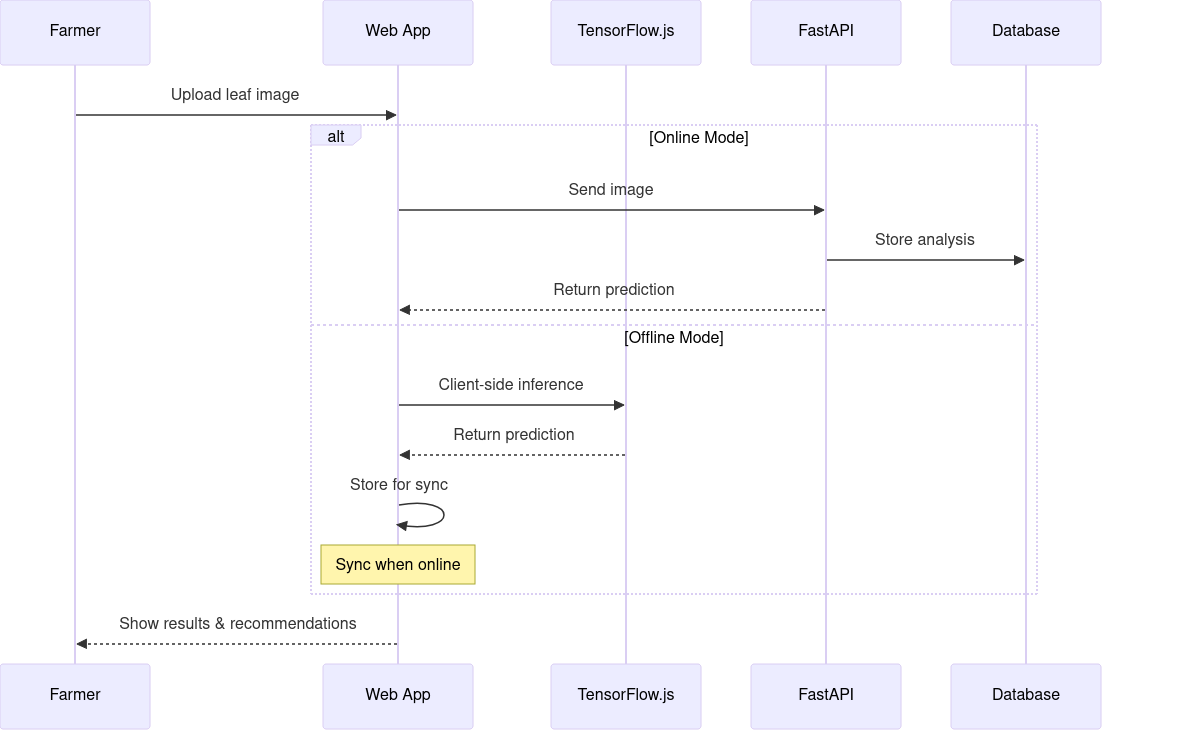 Farmer
Web App
TensorFlow.js
FastAPI
Database
Upload leaf image
alt
[Online Mode]
Send image
Store analysis
Return prediction
[Offline Mode]
Client-side inference
Return prediction
Store for sync
Sync when online
Show results & recommendations
Farmer
Web App
TensorFlow.js
FastAPI
Database